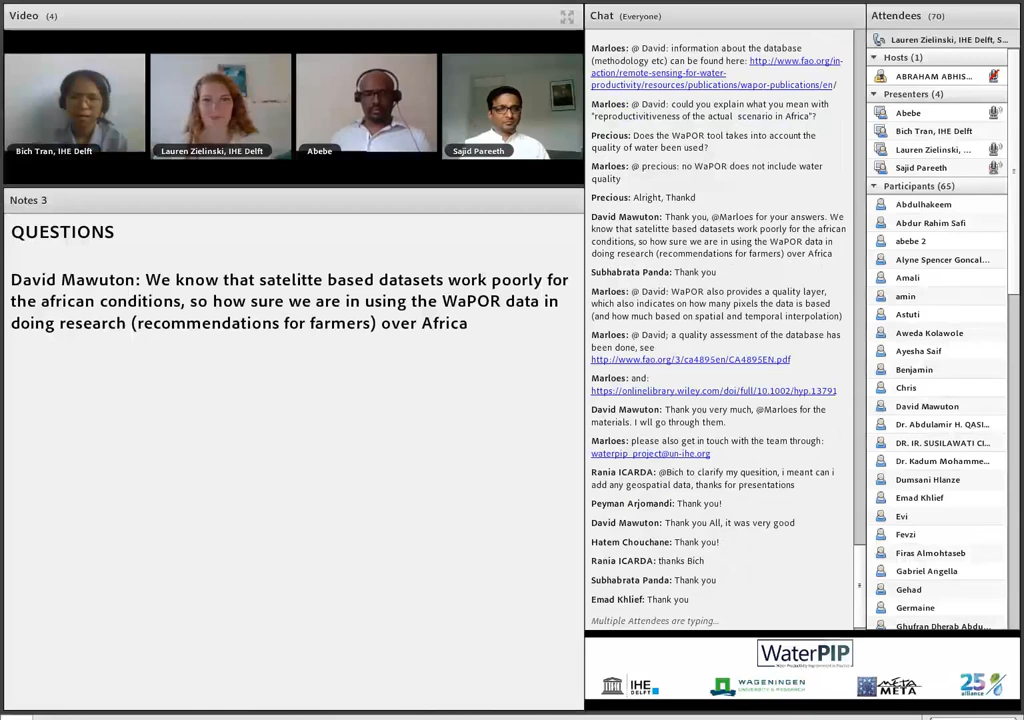 Video (4)
Bich Tran, IHE Delft
Lauren Zielinski, IHE Delft
Abebe
Sajid Pareeth
Notes 3
QUESTIONS
David Mawuton: We know that satelitte based datasets work poorly for
the african conditions, so how sure we are in using the WaPOR data in
doing research (recommendations for farmers) over Africa
Chat (Everyone)
Marloes: @ David: information about the database
(methodology etc) can be found here: http://www.fao.org/in-
action/remote-sensing-for-water-
productivity/resources/publications/wapor-publications/en/
Marloes: @ David: could you explain what you mean with
"reproductivitiveness of the actual scenario in Africa"?
Precious: Does the WaPOR tool takes into account the
quality of water been used?
Marloes: @ precious: no WaPOR does not include water
quality
Precious: Alright, Thankd
David Mawuton: Thank you, @Marloes for your answers. We
know that satelitte based datasets work poorly for the african
conditions, so how sure we are in using the WaPOR data in
doing research (recommendations for farmers) over Africa
Subhabrata Panda: Thank you
Marloes: @ David: WaPOR also provides a quality layer,
which also indicates on how many pixels the data is based
(and how much based on spatial and temporal interpolation)
Marloes: @ David; a quality assessment of the database has
been done, see
http://www.fao.org/3/ca4895en/CA4895EN.pdf
Marloes: and:
https://onlinelibrary.wiley.com/doi/full/10.1002/hyp.13791
David Mawuton: Thank you very much, @Marloes for the
materials. I wll go through them.
Marloes: please also get in touch with the team through:
waterpip_project@un-ihe.org
Rania ICARDA: @Bich to clarify my quesition, i meant can i
add any geospatial data, thanks for presentations
Peyman Arjomandi: Thank you!
David Mawuton: Thank you All, it was very good
Hatem Chouchane: Thank you!
Rania ICARDA: thanks Bich
Subhabrata Panda: Thank you
Emad Khlief: Thank you
Multiple Attendees are typing...
Attendees (70)
Lauren Zielinski, IHE Delft, S...
Hosts (1)
ABRAHAM ABHIS...
Presenters (4)
Abebe
Bich Tran, IHE Delft
Lauren Zielinski, ...
Sajid Pareeth
Participants (65)
Abdulhakeem
Abdur Rahim Safi
abebe 2
Alyne Spencer Goncal...
Amali
amin
Astuti
Aweda Kolawole
Ayesha Saif
Benjamin
Chris
David Mawuton
Dr. Abdulamir H. QASI...
DR. IR. SUSILAWATI CI...
Dr. Kadum Mohamme...
Dumsani Hlanze
Emad Khlief
Evi
Fevzi
Firas Almohtaseb
Gabriel Angella
Gehad
Germaine
Ghufran Dherab Abdu...
WaterPIP
IHE
DELFT
WAGENINGEN
UNIVERSITY & RESEARCH
META
META
25
alliance